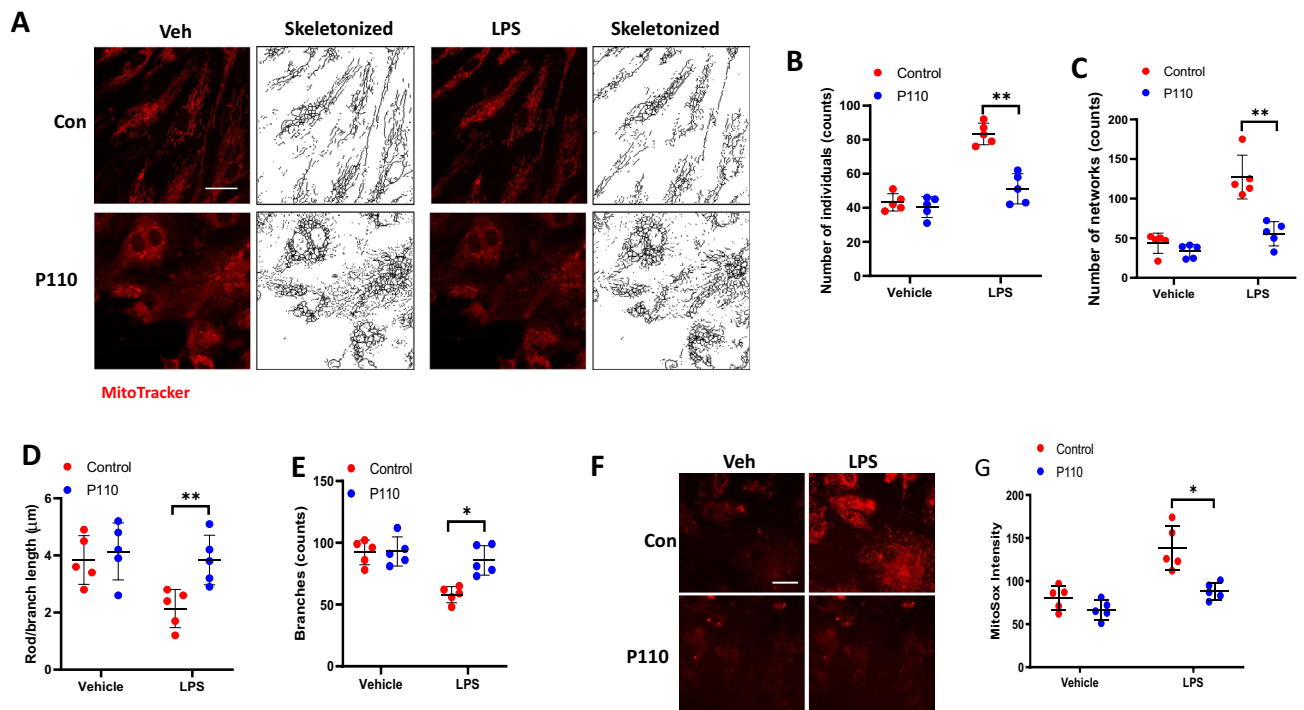 A
Veh
Skeletonized
LPS
Skeletonized
Con
P110
MitoTracker
B
Control
P110
**
Number of individuals (counts)
100
80
60
40
20
0
Vehicle
LPS
C
Control
P110
**
Number of networks (counts)
200
150
100
50
0
Vehicle
LPS
D
Control
P110
**
Rod/branch length (μm)
6
4
2
0
Vehicle
LPS
E
Control
P110
*
Branches (counts)
150
100
50
0
Vehicle
LPS
F
Veh
LPS
Con
P110
G
Control
P110
*
MitoSox Intensity
200
150
100
50
0
Vehicle
LPS